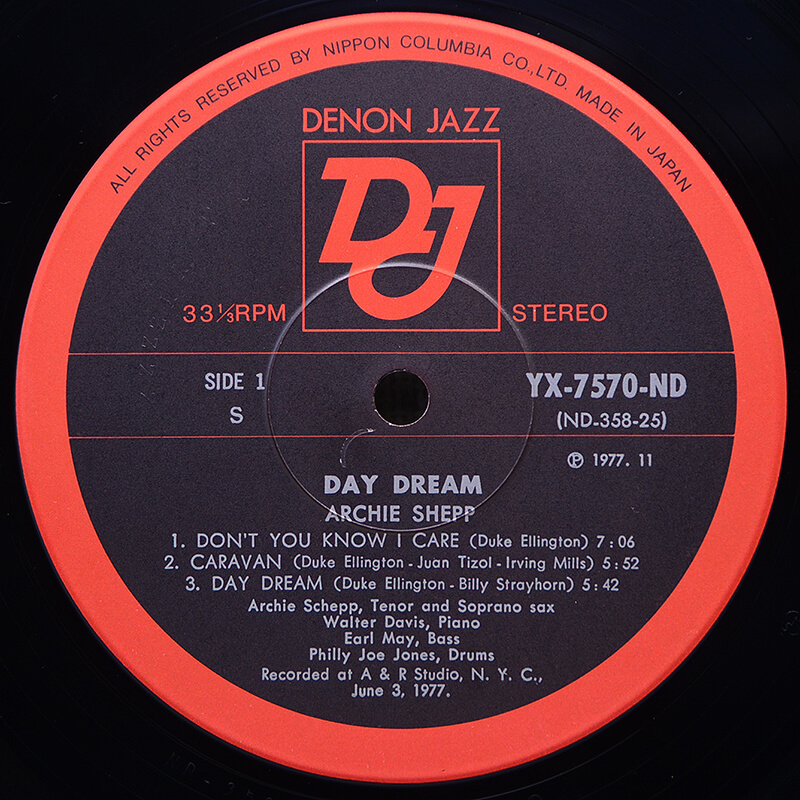 ALL RIGHTS RESERVED BY NIPPON COLUMBIA CO.,LTD. MADE IN JAPAN
DENON JAZZ
DJ
33⅓RPM
STEREO
SIDE 1
YX-7570-ND
S
(ND-358-25)
Ⓟ 1977. 11
DAY DREAM
ARCHIE SHEPP
1. DON'T YOU KNOW I CARE (Duke Ellington) 7:06
2. CARAVAN (Duke Ellington - Juan Tizol - Irving Mills) 5:52
3. DAY DREAM (Duke Ellington - Billy Strayhorn) 5:42
Archie Schepp, Tenor and Soprano sax
Walter Davis, Piano
Earl May, Bass
Philly Joe Jones, Drums
Recorded at A & R Studio, N. Y. C.,
June 3, 1977.